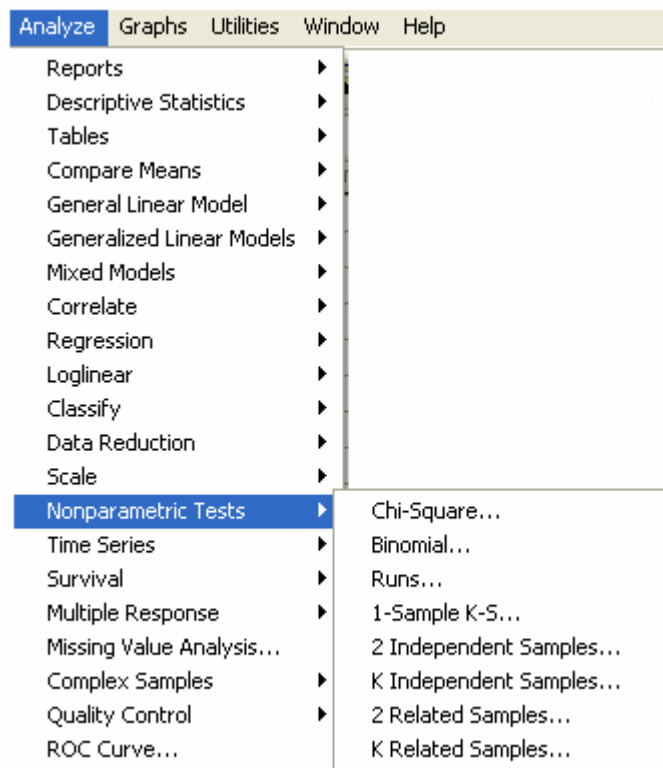 Analyze Graphs Utilities Window Help
Reports
Descriptive Statistics
Tables
Compare Means
General Linear Model
Generalized Linear Models
Mixed Models
Correlate
Regression
Loglinear
Classify
Data Reduction
Scale
Nonparametric Tests
Time Series
Survival
Multiple Response
Missing Value Analysis...
Complex Samples
Quality Control
ROC Curve...
Chi-Square...
Binomial...
Runs...
1-Sample K-S...
2 Independent Samples...
K Independent Samples...
2 Related Samples...
K Related Samples...